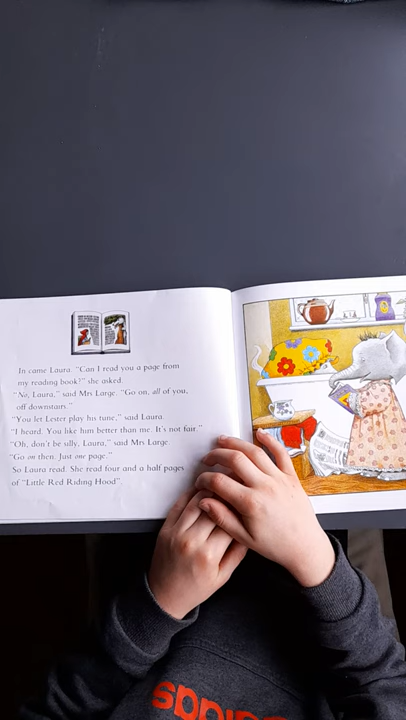 In came Laura. "Can I read you a page from
my reading book?" she asked.
"No, Laura," said Mrs Large. "Go on, all of you,
off downstairs."
"You let Lester play his tune," said Laura.
"I heard. You like him better than me. It's not fair."
"Oh, don't be silly, Laura," said Mrs Large.
"Go on then. Just one page."
So Laura read. She read four and a half pages
of "Little Red Riding Hood".
adidas